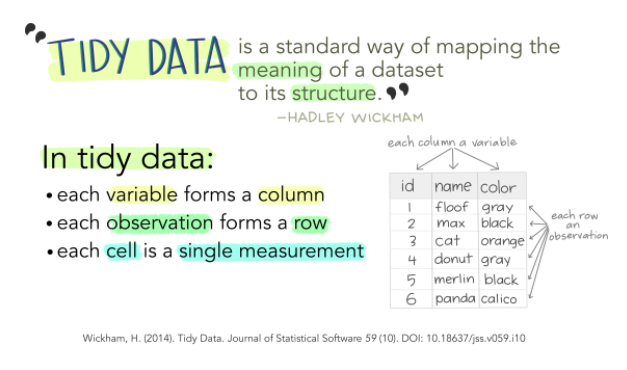 “TIDY DATA is a standard way of mapping the
meaning of a dataset
to its structure.”
—HADLEY WICKHAM
In tidy data:
• each variable forms a column
• each observation forms a row
• each cell is a single measurement
each column a variable
id name color
1 floof gray
2 max black
3 cat orange
4 donut gray
5 merlin black
6 panda calico
each row
an
observation
Wickham, H. (2014). Tidy Data. Journal of Statistical Software 59 (10). DOI: 10.18637/jss.v059.i10